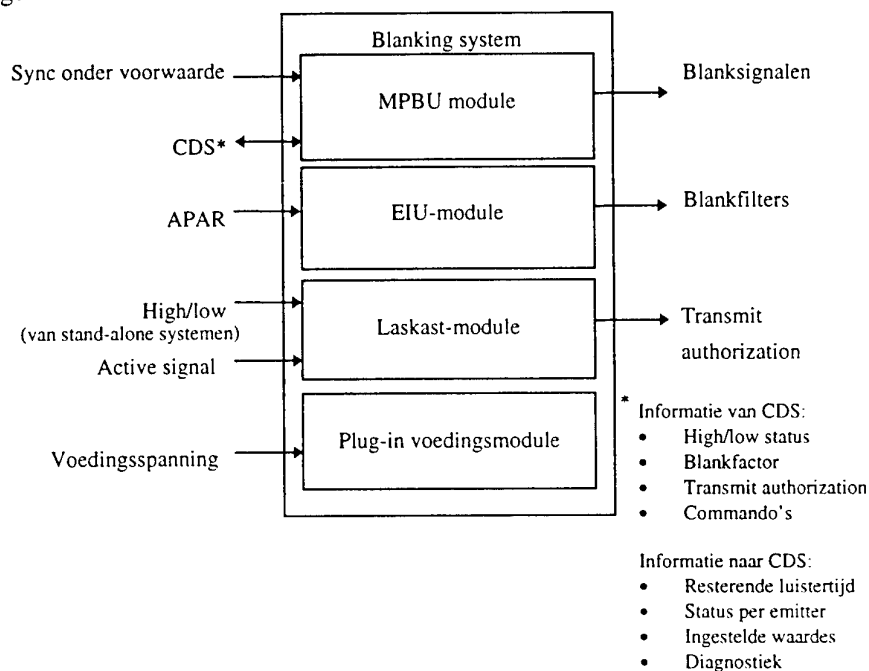 Blanking system
Sync onder voorwaarde
MPBU module
Blanksignalen
CDS*
APAR
EIU-module
Blankfilters
High/low
(van stand-alone systemen)
Laskast-module
Transmit
authorization
Active signal
Voedingsspanning
Plug-in voedingsmodule
* Informatie van CDS:
• High/low status
• Blankfactor
• Transmit authorization
• Commando's
Informatie naar CDS:
• Resterende luistertijd
• Status per emitter
• Ingestelde waardes
• Diagnostiek